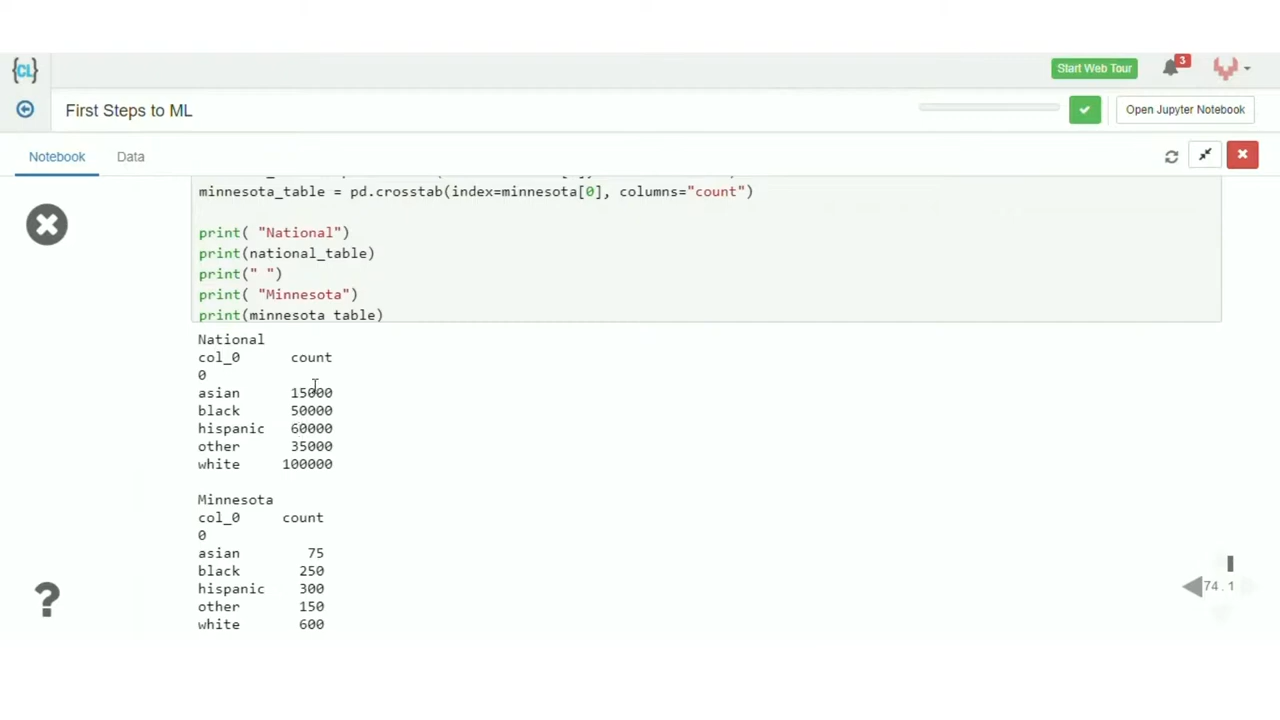 {CL}
Start Web Tour
3
First Steps to ML
Open Jupyter Notebook
Notebook
Data
minnesota_table = pd.crosstab(index=minnesota[0], columns="count")
print( "National")
print(national_table)
print(" ")
print( "Minnesota")
print(minnesota_table)
National
col_0 count
0
asian 15000
black 50000
hispanic 60000
other 35000
white 100000
Minnesota
col_0 count
0
asian 75
black 250
hispanic 300
other 150
white 600
?
74.1